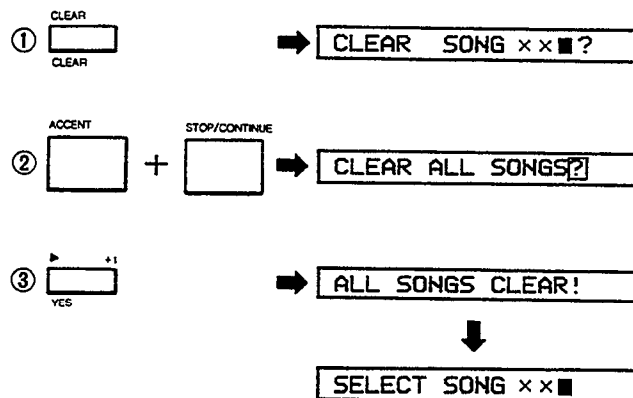 CLEAR
① CLEAR SONG ××■?
CLEAR
ACCENT STOP/CONTINUE
② + CLEAR ALL SONGS?
▶ +1
③ ALL SONGS CLEAR!
YES
SELECT SONG ××■